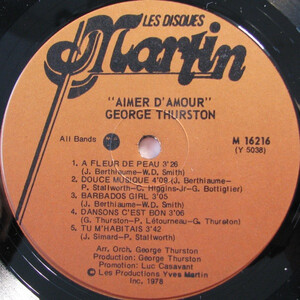 LES DISQUES
Martin
"AIMER D'AMOUR"
GEORGE THURSTON
All Bands
M 16216
(Y 5038)
1. A FLEUR DE PEAU 3'26
(J. Berthiaume-W.D. Smith)
2. DOUCE MUSIQUE 4'09 (J. Berthiaume-
P. Stallworth-C. Higgins-Jr-G. Bottiglier)
3. BARBADOS GIRL 3'05
(J. Berthiaume-W.D. Smith)
4. DANSONS C'EST BON 3'06
(G. Thurston-P. Létourneau-G. Thurston)
5. TU M'HABITAIS 3'42
(J. Simard-P. Stallworth)
Arr. Orch. George Thurston
Production: George Thurston
Promotion: Luc Casavant
© Les Productions Yves Martin
Inc. 1978